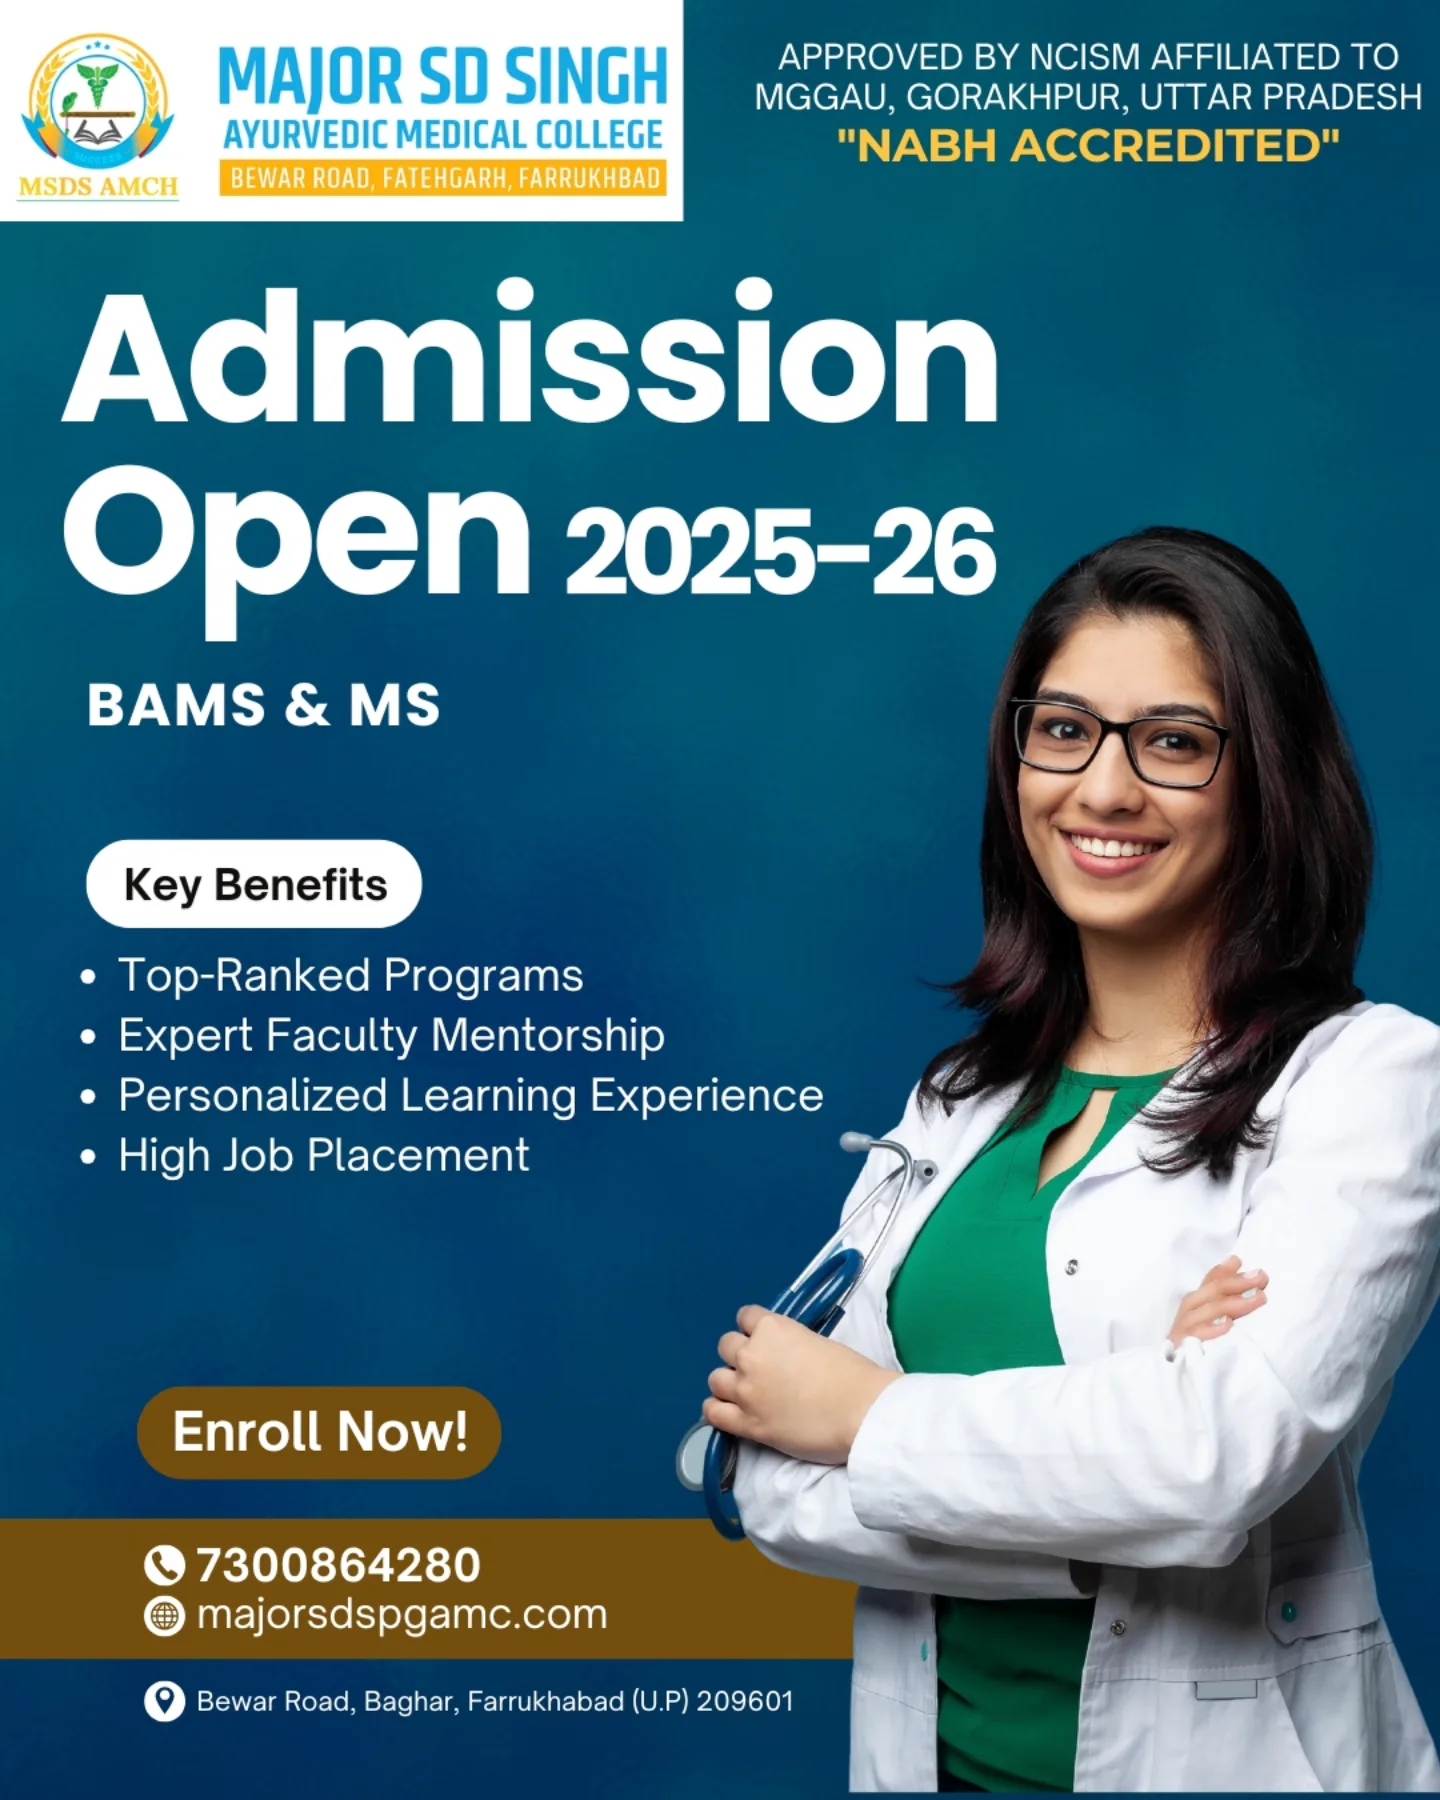 MAJOR SD SINGH
AYURVEDIC MEDICAL COLLEGE
BEWAR ROAD, FATEHGARH, FARRUKHBAD
SUCCESS
MSDS AMCH
APPROVED BY NCISM AFFILIATED TO
MGGAU, GORAKHPUR, UTTAR PRADESH
"NABH ACCREDITED"
Admission
Open 2025-26
BAMS & MS
Key Benefits
• Top-Ranked Programs
• Expert Faculty Mentorship
• Personalized Learning Experience
• High Job Placement
Enroll Now!
7300864280
majorsdspgamc.com
Bewar Road, Baghar, Farrukhabad (U.P) 209601